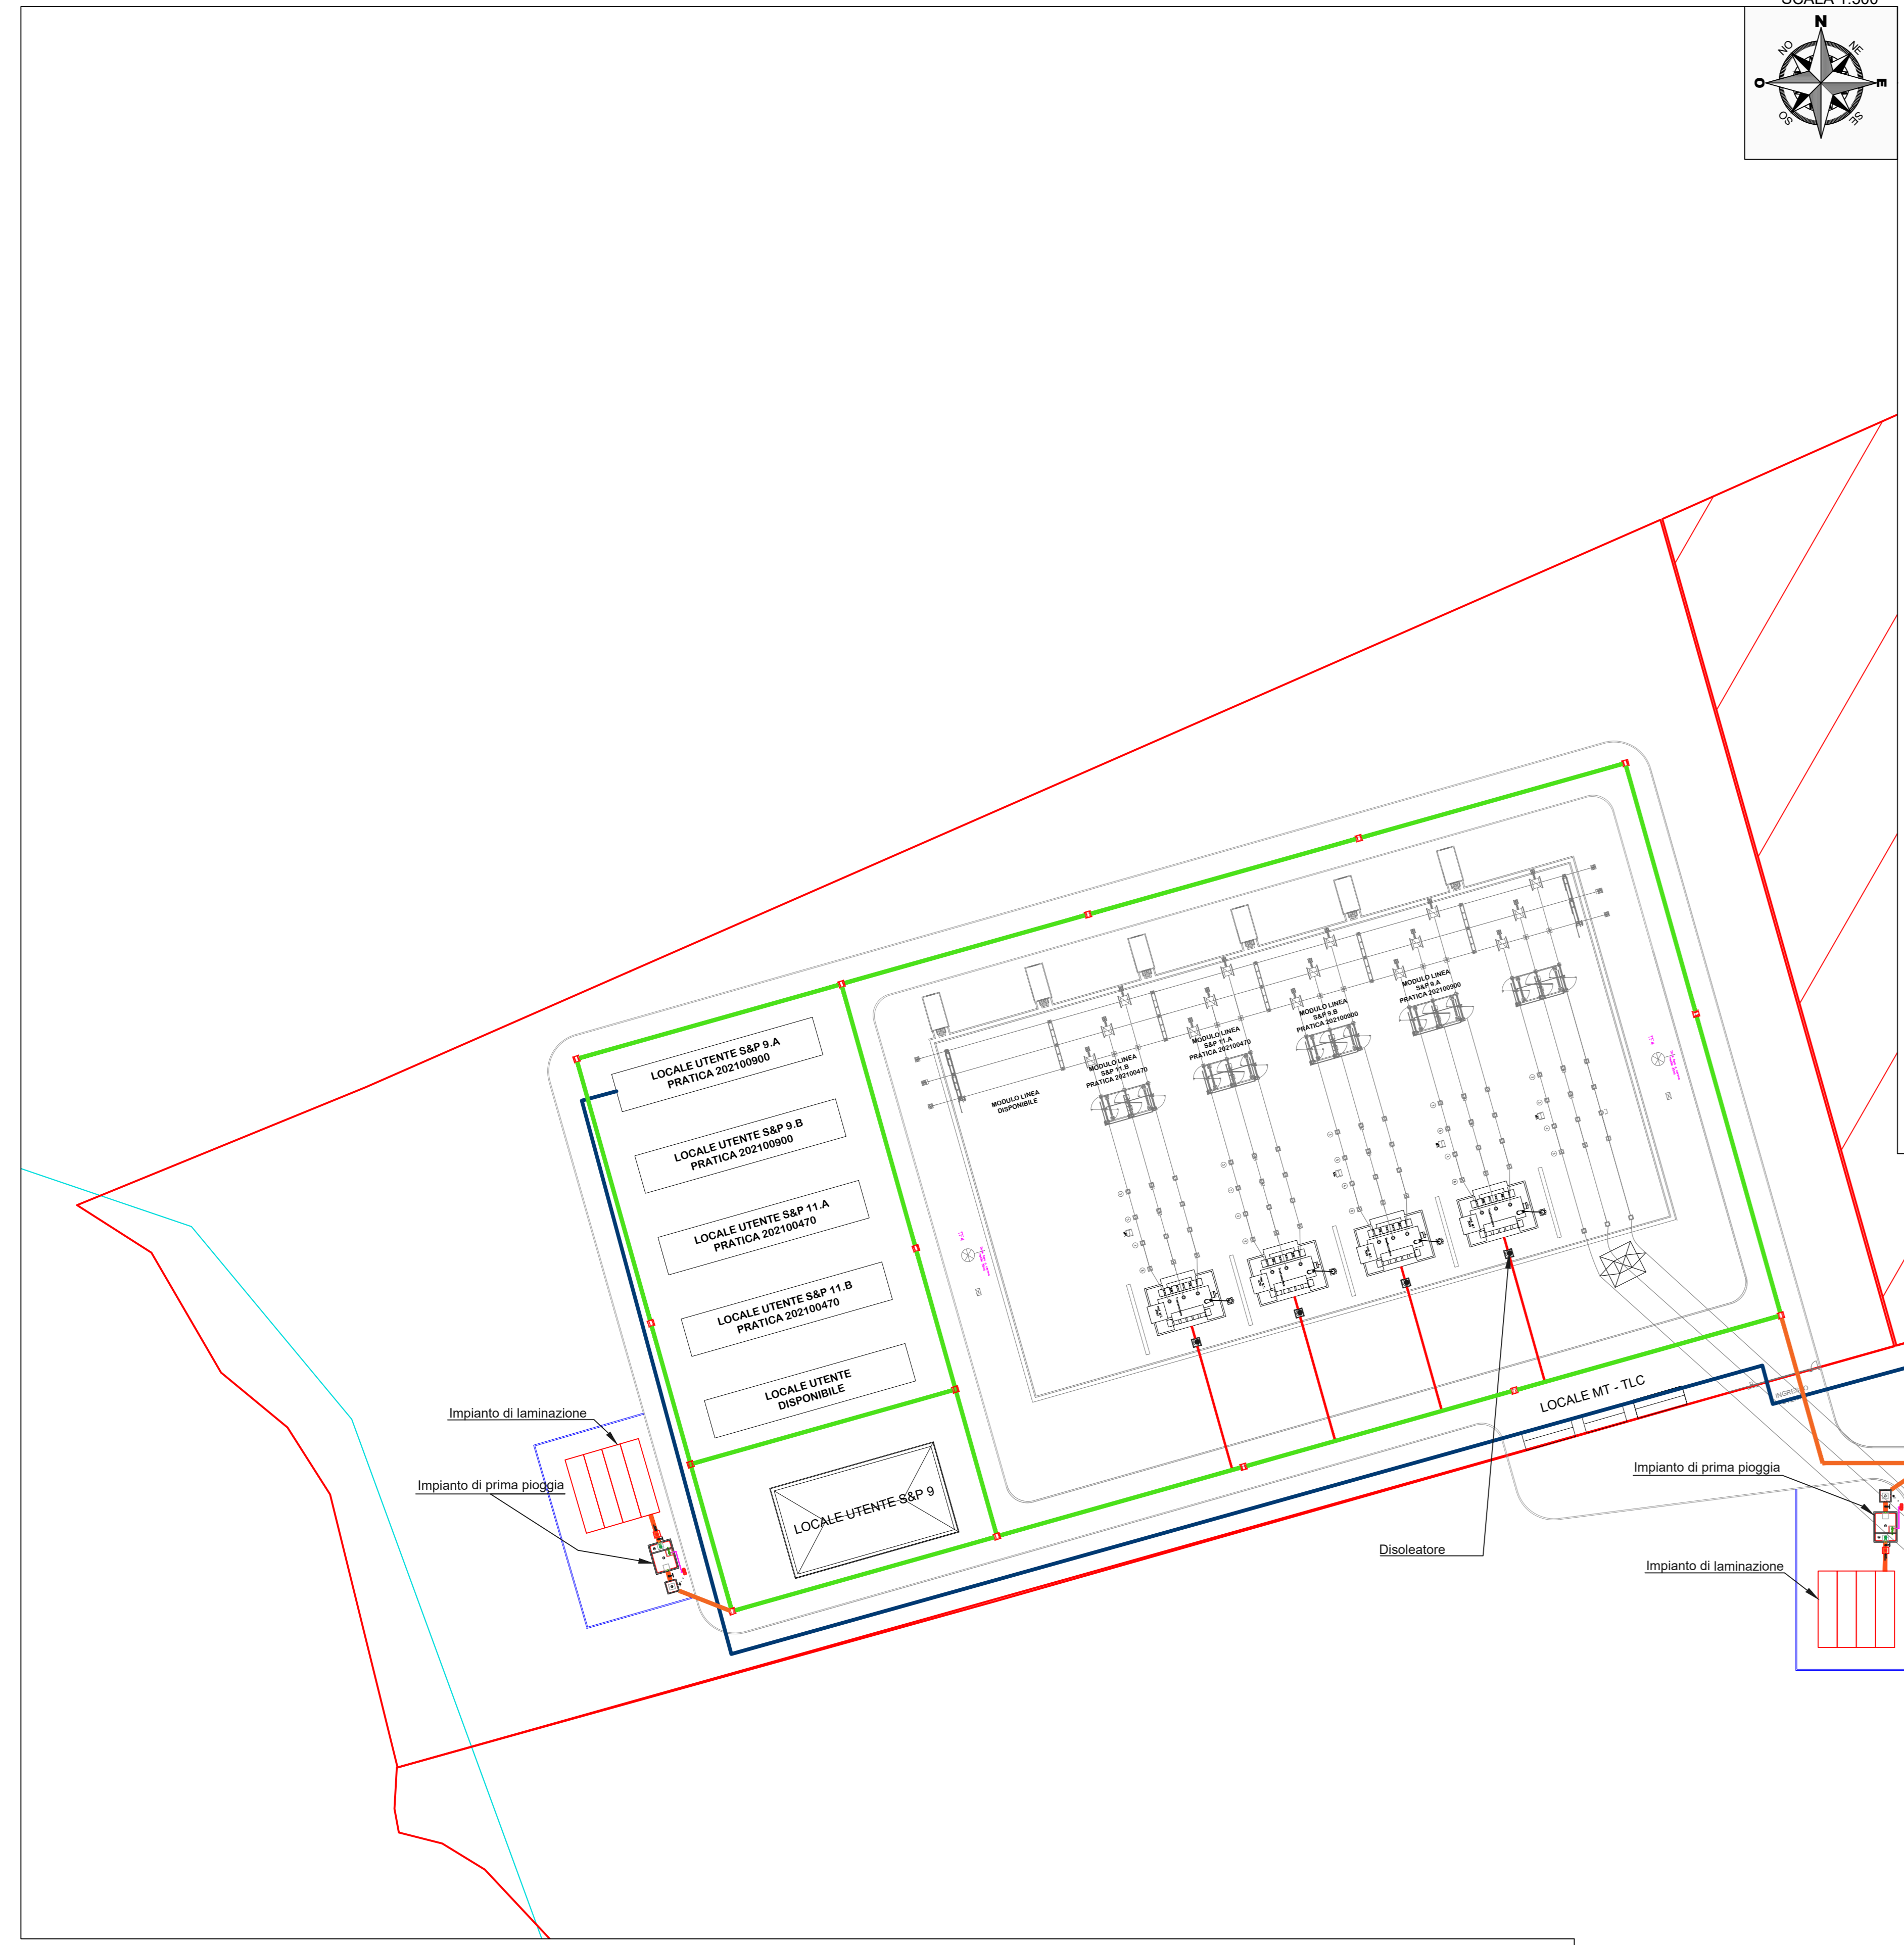 SCALA 1:500
N
NO
NE
O
E
OS
SE
MODULO LINEA
S&P 9.A
PRATICA 202100900
MODULO LINEA
S&P 9.B
PRATICA 202100900
MODULO LINEA
S&P 11.A
PRATICA 202100470
MODULO LINEA
S&P 11.B
PRATICA 202100470
MODULO LINEA
DISPONIBILE
LOCALE UTENTE S&P 9.A
PRATICA 202100900
LOCALE UTENTE S&P 9.B
PRATICA 202100900
LOCALE UTENTE S&P 11.A
PRATICA 202100470
LOCALE UTENTE S&P 11.B
PRATICA 202100470
LOCALE UTENTE
DISPONIBILE
TF4
TF4
LOCALE MT - TLC
INGRESSO
Impianto di laminazione
Impianto di prima pioggia
LOCALE UTENTE S&P 9
Disoleatore
Impianto di prima pioggia
Impianto di laminazione